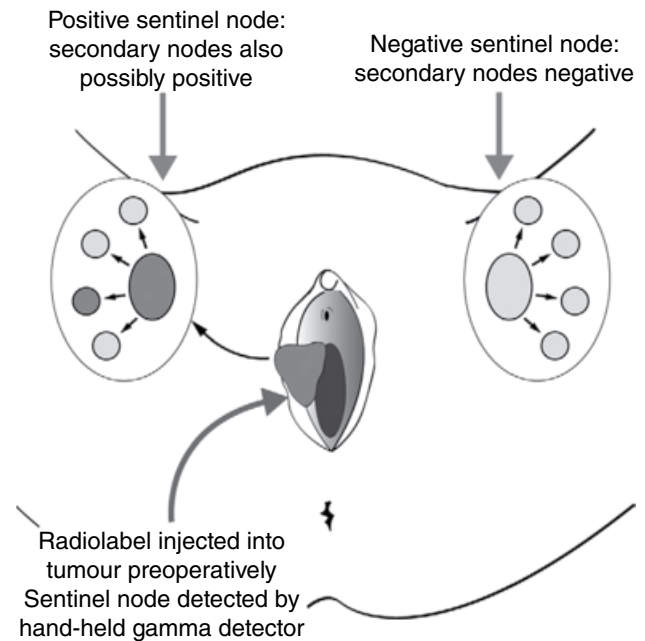 Positive sentinel node:
secondary nodes also
possibly positive
Negative sentinel node:
secondary nodes negative
Radiolabel injected into
tumour preoperatively
Sentinel node detected by
hand-held gamma detector